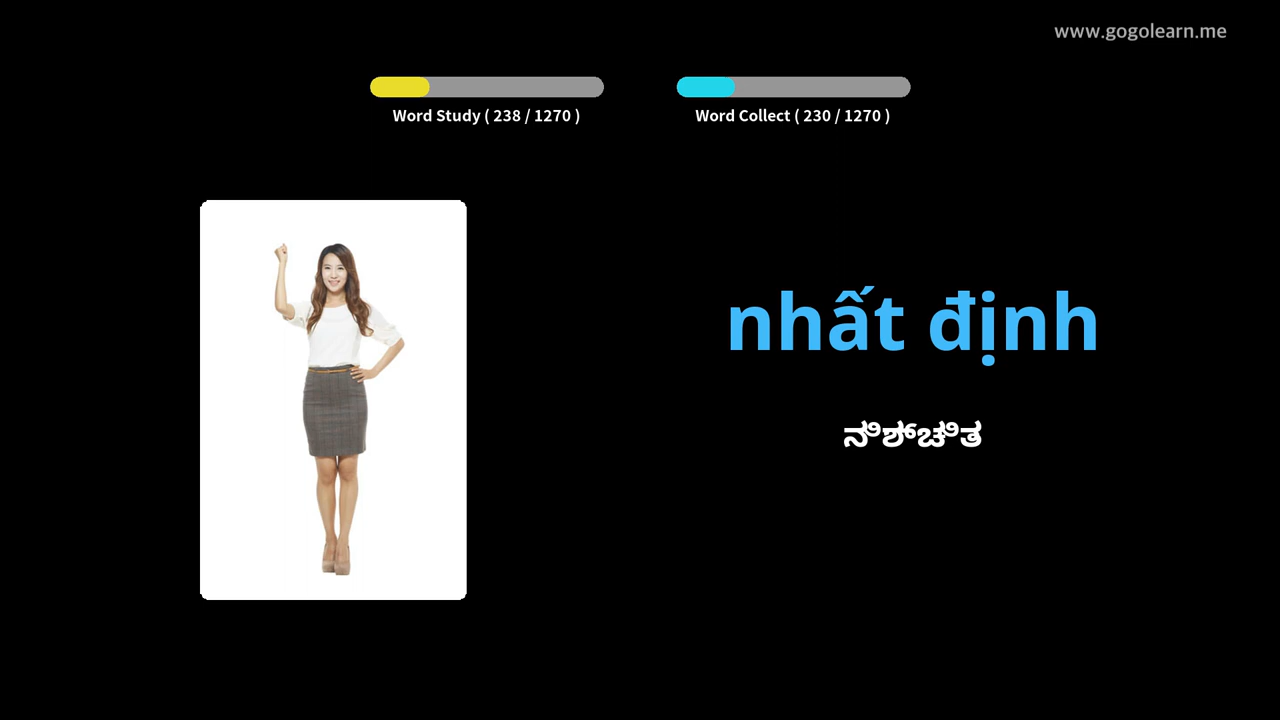 www.gogolearn.me
Word Study ( 238 / 1270 )
Word Collect ( 230 / 1270 )
nhất định
ನಿಶ್ಚಿತ